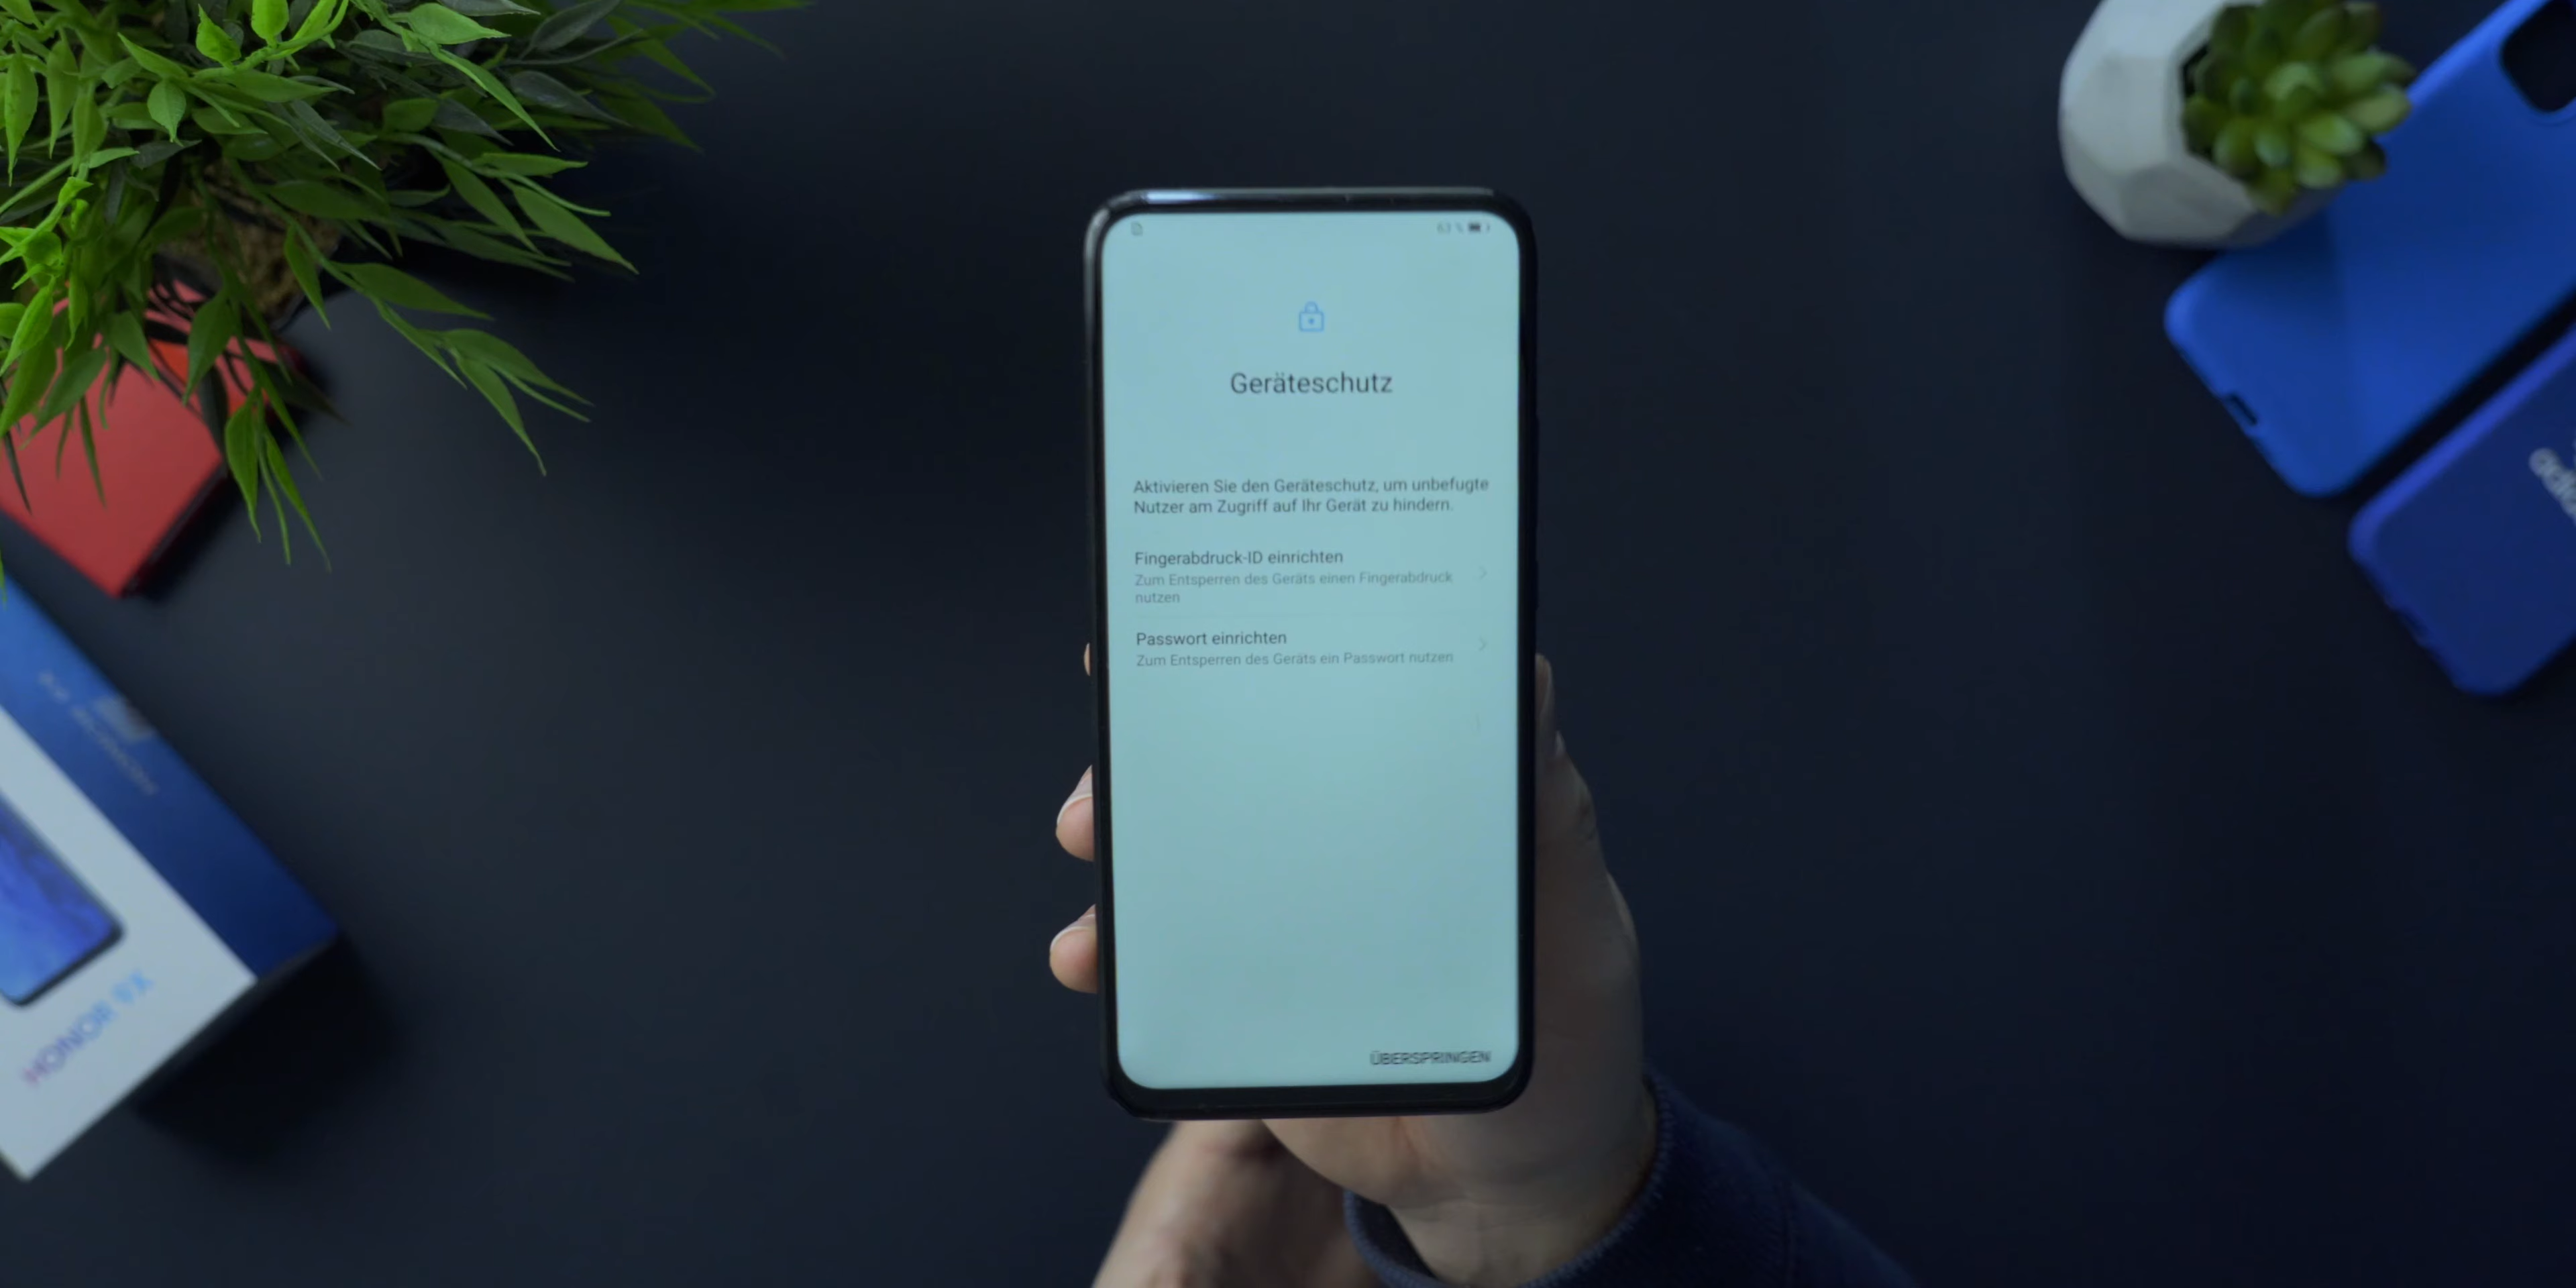 63 %
Geräteschutz
Aktivieren Sie den Geräteschutz, um unbefugte
Nutzer am Zugriff auf Ihr Gerät zu hindern.
Fingerabdruck-ID einrichten
Zum Entsperren des Geräts einen Fingerabdruck
nutzen
Passwort einrichten
Zum Entsperren des Geräts ein Passwort nutzen
ÜBERSPRINGEN
HONOR 9X